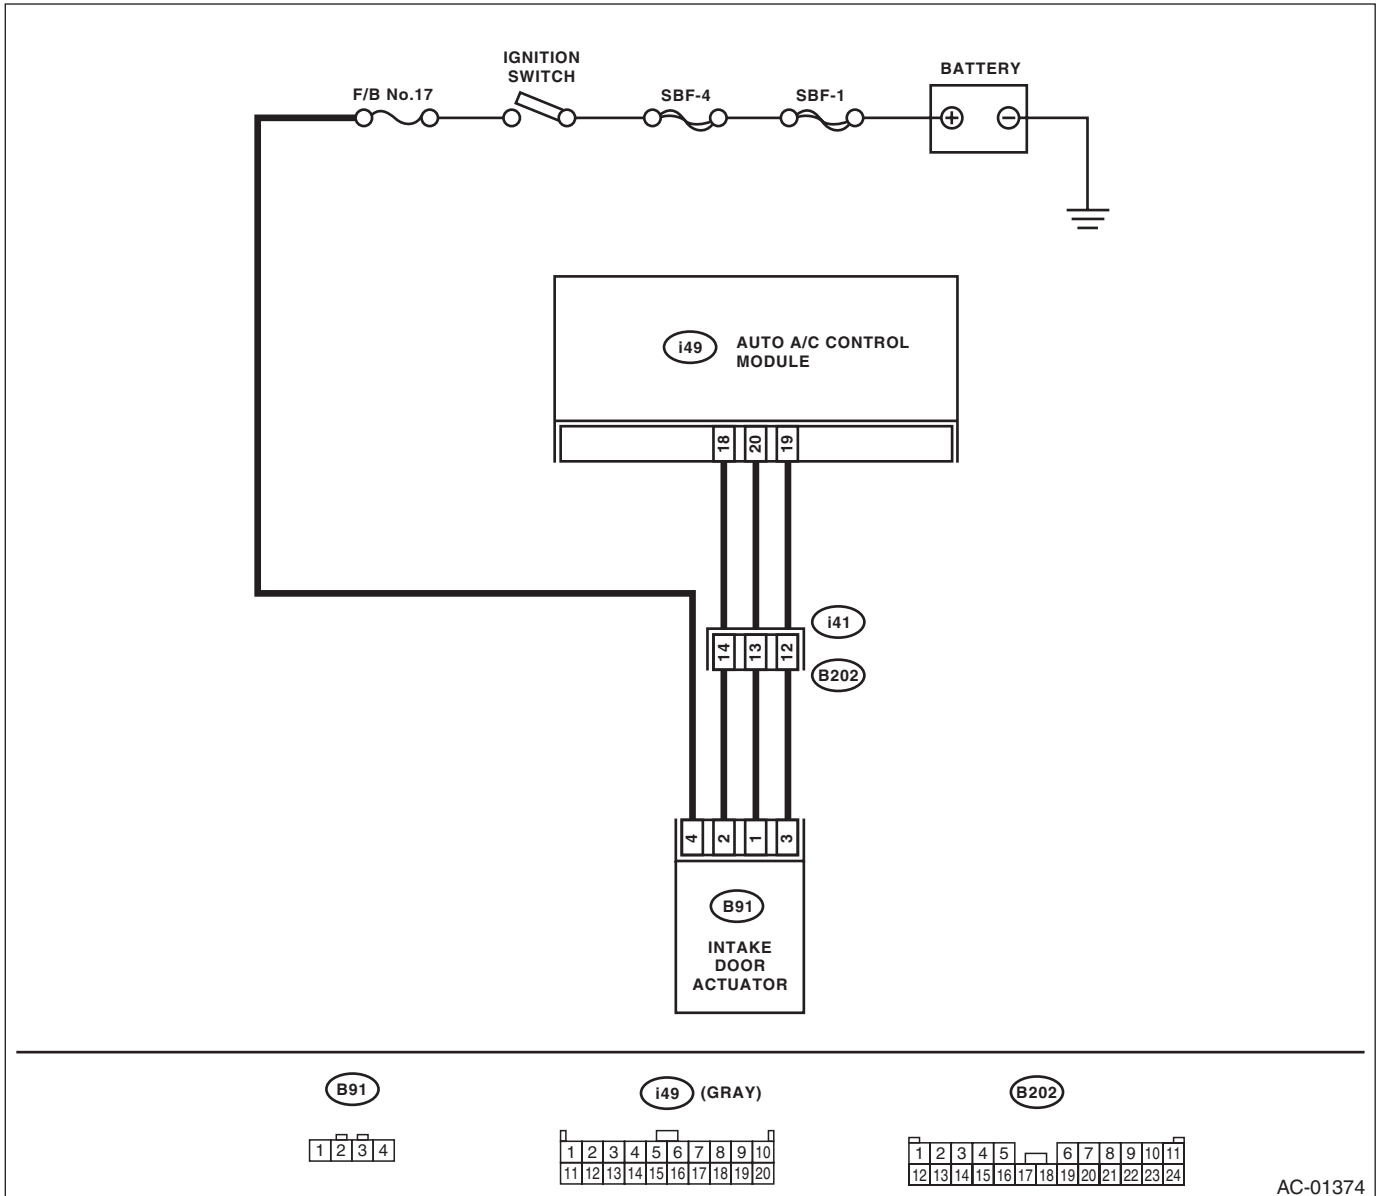 IGNITION
SWITCH
BATTERY
F/B No.17
SBF-4
SBF-1
+
−
i49
AUTO A/C CONTROL
MODULE
18 20 19
i41
14 13 12
B202
4 2 1 3
B91
INTAKE
DOOR
ACTUATOR
B91
i49 (GRAY)
B202
1 2 3 4
1 2 3 4 5 6 7 8 9 10
11 12 13 14 15 16 17 18 19 20
1 2 3 4 5 6 7 8 9 10 11
12 13 14 15 16 17 18 19 20 21 22 23 24
AC-01374